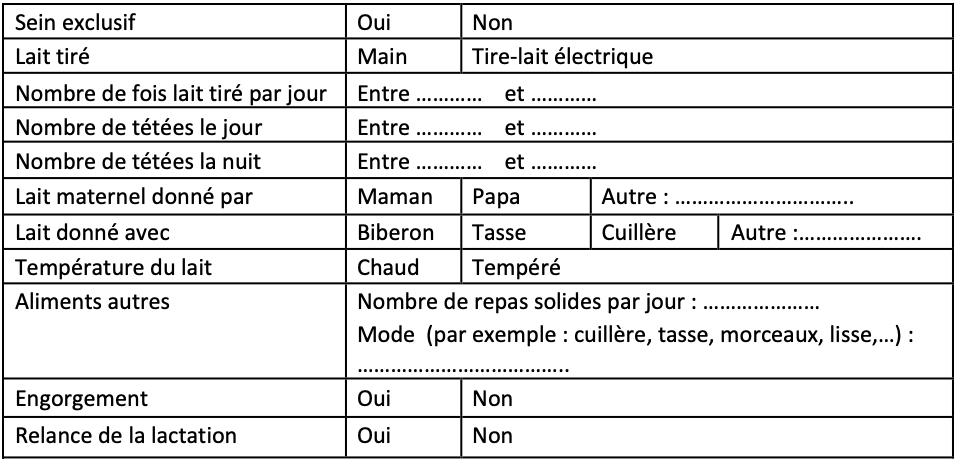 Sein exclusif Oui Non
Lait tiré Main Tire-lait électrique
Nombre de fois lait tiré par jour Entre ………… et …………
Nombre de tétées le jour Entre ………… et …………
Nombre de tétées la nuit Entre ………… et …………
Lait maternel donné par Maman Papa Autre : …………………………..
Lait donné avec Biberon Tasse Cuillère Autre :………………….
Température du lait Chaud Tempéré
Aliments autres Nombre de repas solides par jour : …………………
Mode (par exemple : cuillère, tasse, morceaux, lisse,…) :
………………………………..
Engorgement Oui Non
Relance de la lactation Oui Non